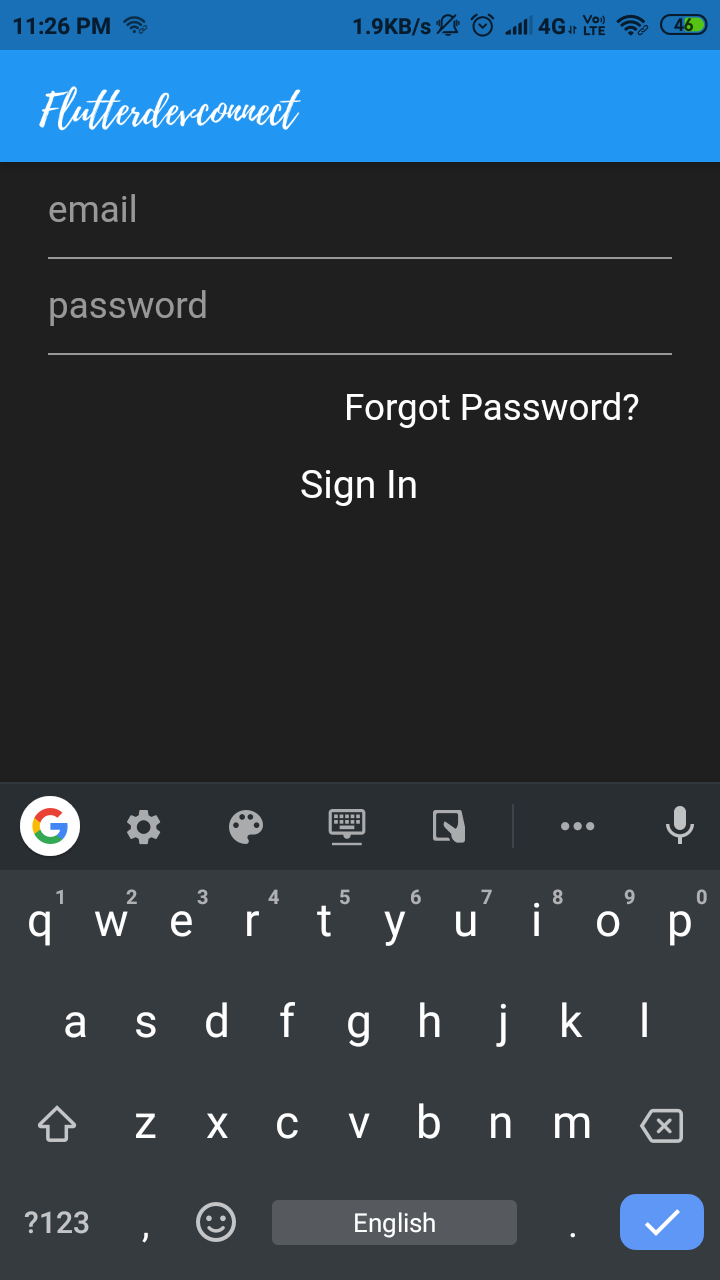 11:26 PM 1.9KB/s 4G Vo) LTE 46
Flutterdevconnect
email
password
Forgot Password?
Sign In
G
1 2 3 4 5 6 7 8 9 0
q w e r t y u i o p
a s d f g h j k l
z x c v b n m
?123 , English .